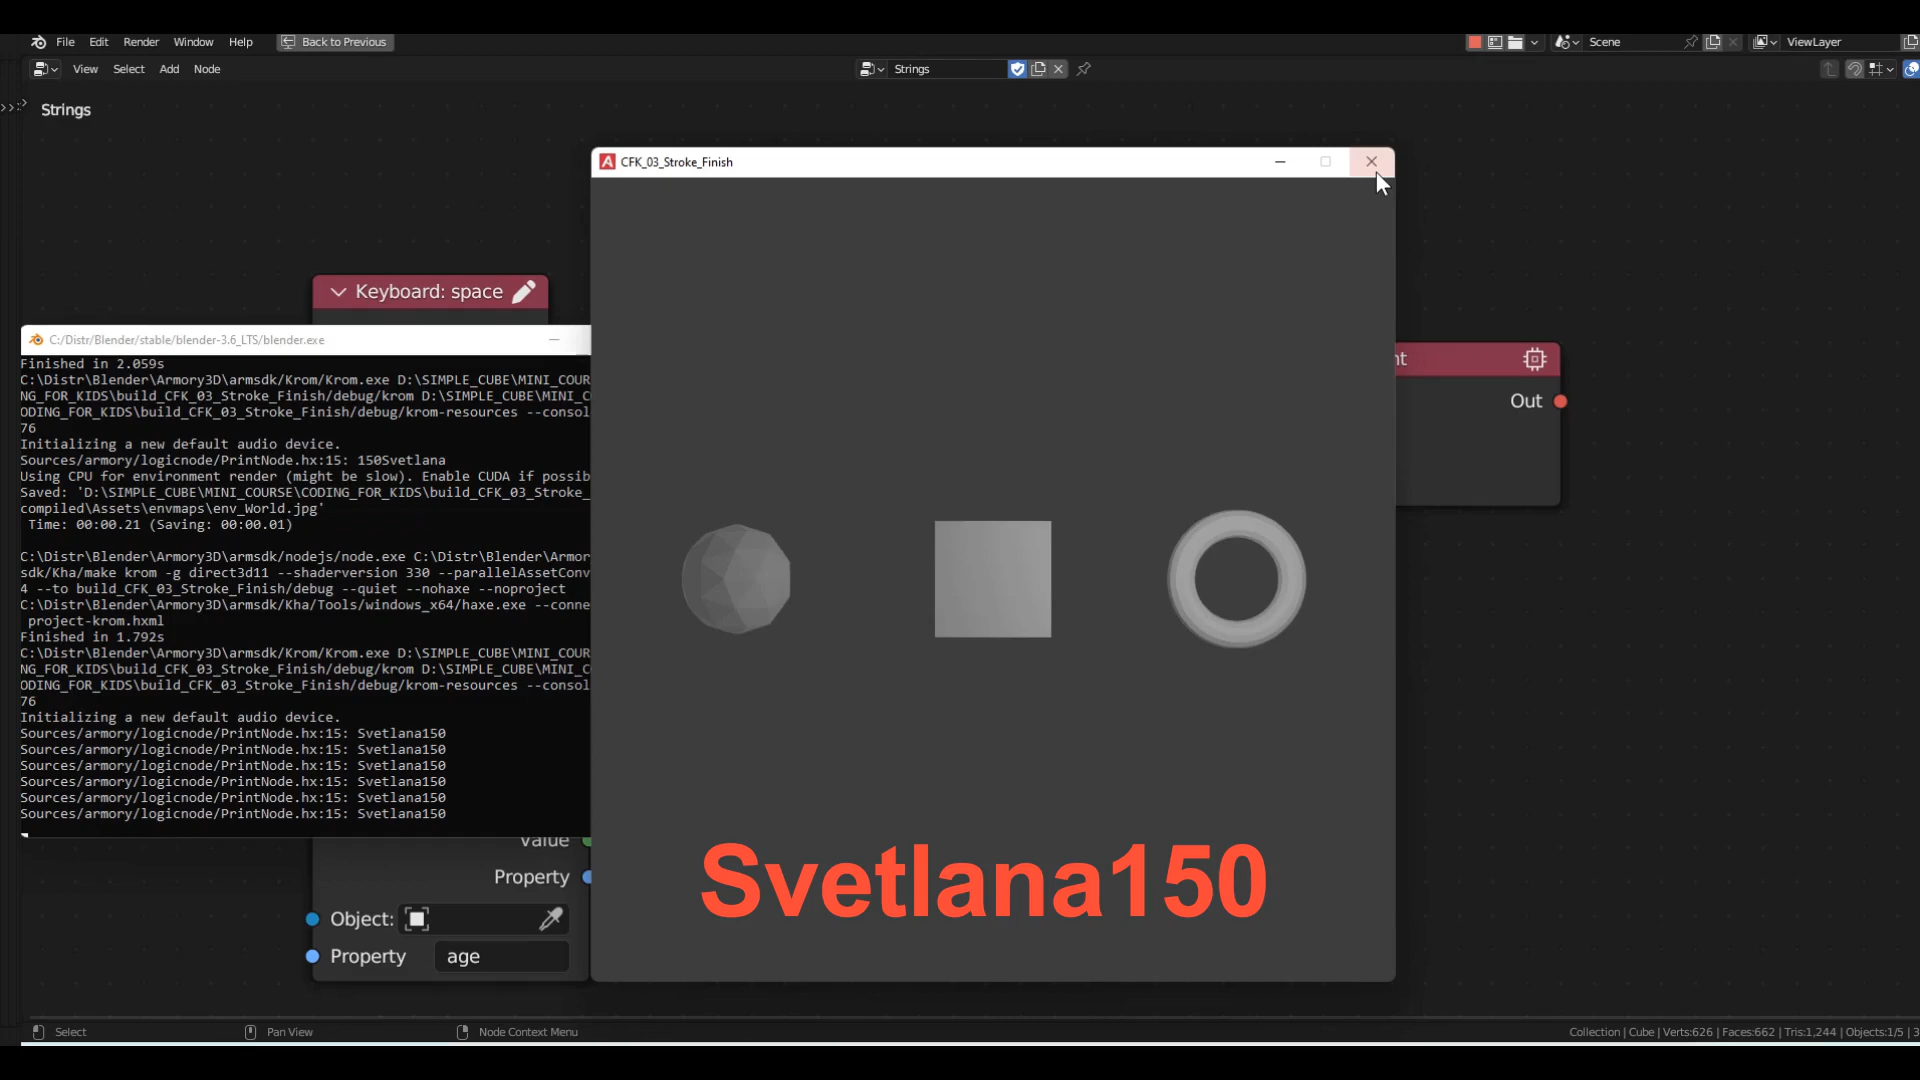 File Edit Render Window Help Back to Previous Scene ViewLayer
View Select Add Node Strings
Strings
CFK_03_Stroke_Finish
Keyboard: space
C:/Distr/Blender/stable/blender-3.6_LTS/blender.exe
Finished in 2.059s
C:\Distr\Blender\Armory3D\armsdk/Krom/Krom.exe D:\SIMPLE_CUBE\MINI_COUR
NG_FOR_KIDS\build_CFK_03_Stroke_Finish/debug/krom D:\SIMPLE_CUBE\MINI_C
ODING_FOR_KIDS\build_CFK_03_Stroke_Finish/debug/krom-resources --consol
76
Initializing a new default audio device.
Sources/armory/logicnode/PrintNode.hx:15: 150Svetlana
Using CPU for environment render (might be slow). Enable CUDA if possib
Saved: 'D:\SIMPLE_CUBE\MINI_COURSE\CODING_FOR_KIDS\build_CFK_03_Stroke_
compiled\Assets\envmaps\env_World.jpg'
Time: 00:00.21 (Saving: 00:00.01)
C:\Distr\Blender\Armory3D\armsdk/nodejs/node.exe C:\Distr\Blender\Armor
sdk/Kha/make krom -g direct3d11 --shaderversion 330 --parallelAssetConv
4 --to build_CFK_03_Stroke_Finish/debug --quiet --nohaxe --noproject
C:\Distr\Blender\Armory3D\armsdk/Kha/Tools/windows_x64/haxe.exe --conne
project-krom.hxml
Finished in 1.792s
C:\Distr\Blender\Armory3D\armsdk/Krom/Krom.exe D:\SIMPLE_CUBE\MINI_COUR
NG_FOR_KIDS\build_CFK_03_Stroke_Finish/debug/krom D:\SIMPLE_CUBE\MINI_C
ODING_FOR_KIDS\build_CFK_03_Stroke_Finish/debug/krom-resources --consol
76
Initializing a new default audio device.
Sources/armory/logicnode/PrintNode.hx:15: Svetlana150
Sources/armory/logicnode/PrintNode.hx:15: Svetlana150
Sources/armory/logicnode/PrintNode.hx:15: Svetlana150
Sources/armory/logicnode/PrintNode.hx:15: Svetlana150
Sources/armory/logicnode/PrintNode.hx:15: Svetlana150
Sources/armory/logicnode/PrintNode.hx:15: Svetlana150
nt
Out
Value
Property
Object:
Property age
Svetlana150
Select Pan View Node Context Menu Collection | Cube | Verts:626 | Faces:662 | Tris:1,244 | Objects:1/5 | 3